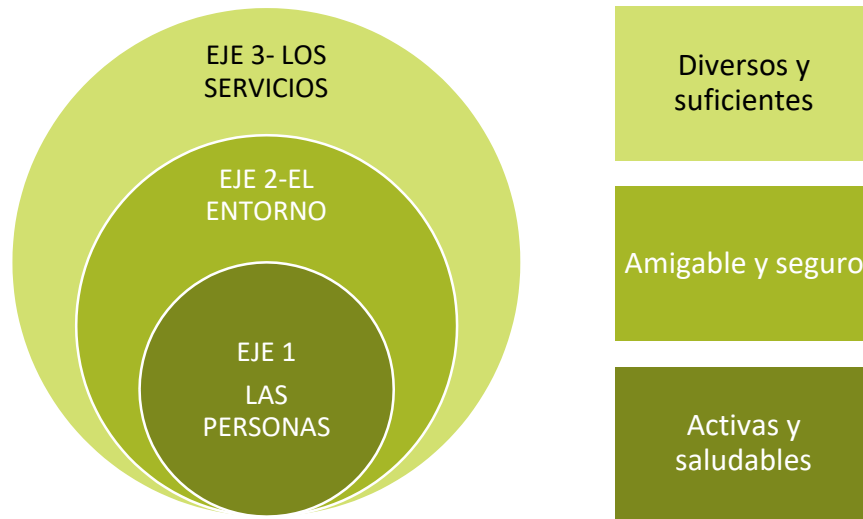 EJE 3- LOS
SERVICIOS
Diversos y
suficientes
EJE 2-EL
ENTORNO
Amigable y seguro
EJE 1
LAS
PERSONAS
Activas y
saludables